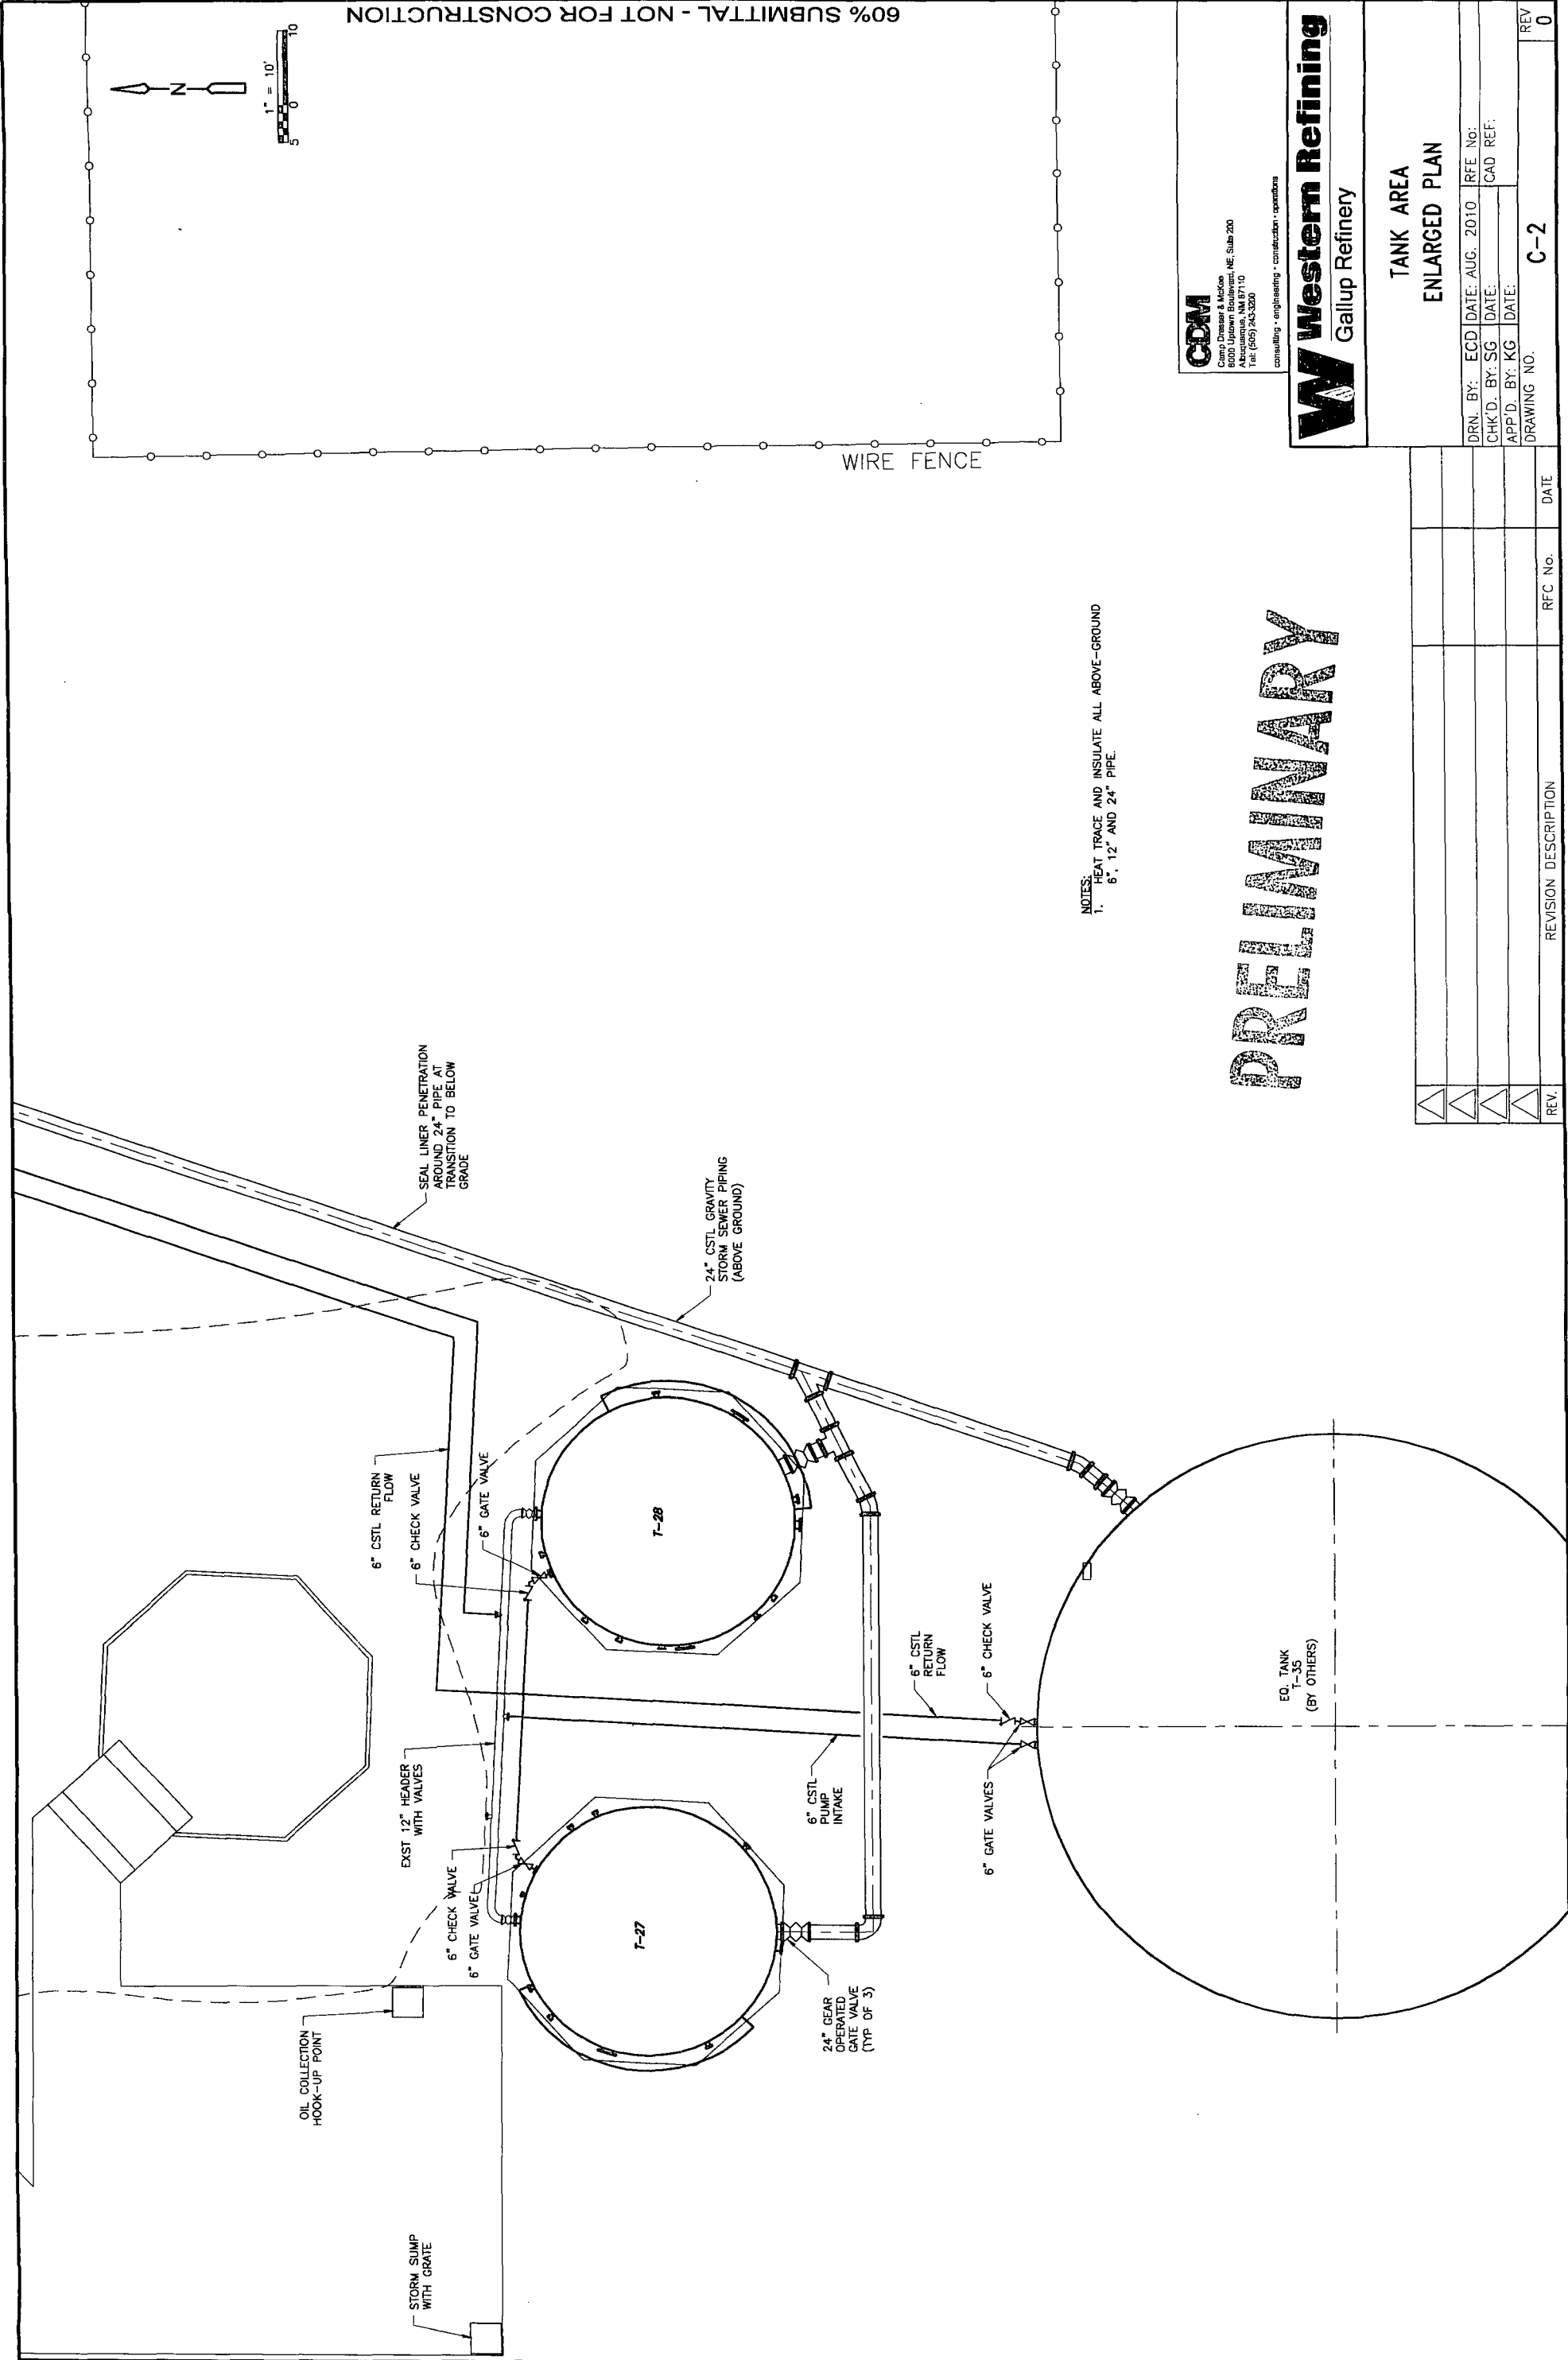 60% SUBMITTAL - NOT FOR CONSTRUCTION
N
1" = 10'
5 0 10
WIRE FENCE
STORM SUMP
WITH GRATE
OIL COLLECTION
HOOK-UP POINT
EXST 12" HEADER
WITH VALVES
6" CSTL RETURN
FLOW
6" CHECK VALVE
6" GATE VALVE
6" CHECK VALVE
6" GATE VALVE
SEAL LINER PENETRATION
AROUND 24" PIPE AT
TRANSITION TO BELOW
GRADE
T-27
T-28
24" CSTL GRAVITY
STORM SEWER PIPING
(ABOVE GROUND)
24" GEAR
OPERATED
GATE VALVE
(TYP OF 3)
6" CSTL
PUMP
INTAKE
6" CSTL
RETURN
FLOW
6" GATE VALVES
6" CHECK VALVE
EQ. TANK
T-35
(BY OTHERS)
NOTES:
1. HEAT TRACE AND INSULATE ALL ABOVE-GROUND
6", 12" AND 24" PIPE.
PRELIMINARY
CDM
Camp Dresser & McKee
6000 Uptown Boulevard, NE, Suite 200
Albuquerque, NM 87110
Tel: (505) 243-3200
consulting • engineering • construction • operations
W Western Refining
Gallup Refinery
TANK AREA
ENLARGED PLAN
DRN. BY: ECD DATE: AUG. 2010 RFE No:
CHK'D. BY: SG DATE: CAD REF:
APP'D. BY: KG DATE:
DRAWING NO. C-2 REV 0
REV. REVISION DESCRIPTION RFC No. DATE